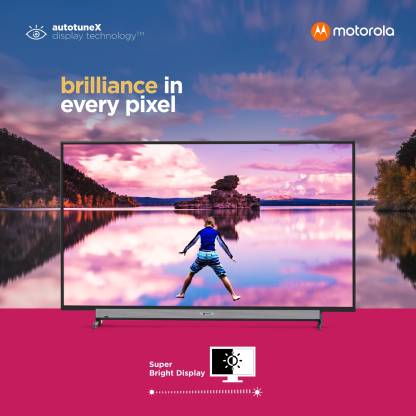 autotuneX
display technology™
motorola
brilliance in
every pixel
Super
Bright Display